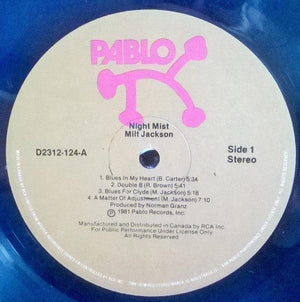 PABLO
Night Mist
Milt Jackson
D2312-124-A
Side 1
Stereo
1. Blues In My Heart (B. Carter) 5:34
2. Double B (R. Brown) 5:41
3. Blues For Clyde (M. Jackson) 5:18
4. A Matter Of Adjustment (M. Jackson) 7:10
Produced by Norman Granz
Ⓟ 1981 Pablo Records, Inc.
Manufactured and Distributed in Canada by RCA Inc.
For Public Performance Under License Only
All Rights Reserved